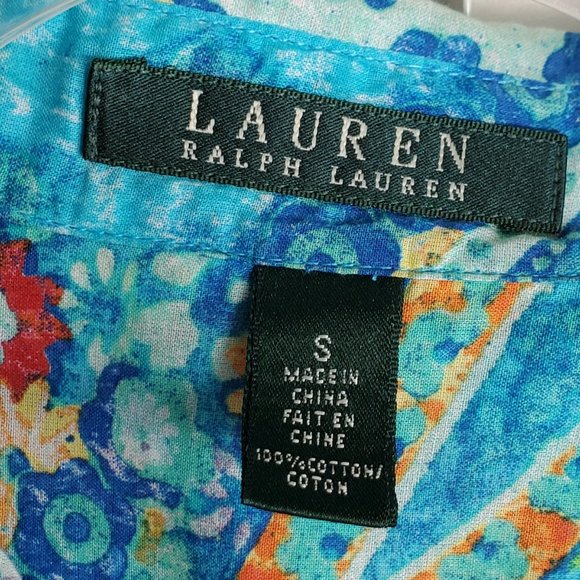 LAUREN
RALPH LAUREN
S
MADE IN
CHINA
FAIT EN
CHINE
100%COTTON/
COTON